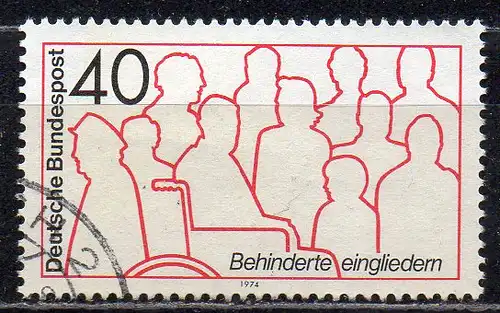 Deutsche Bundespost
40
Behinderte eingliedern
1974